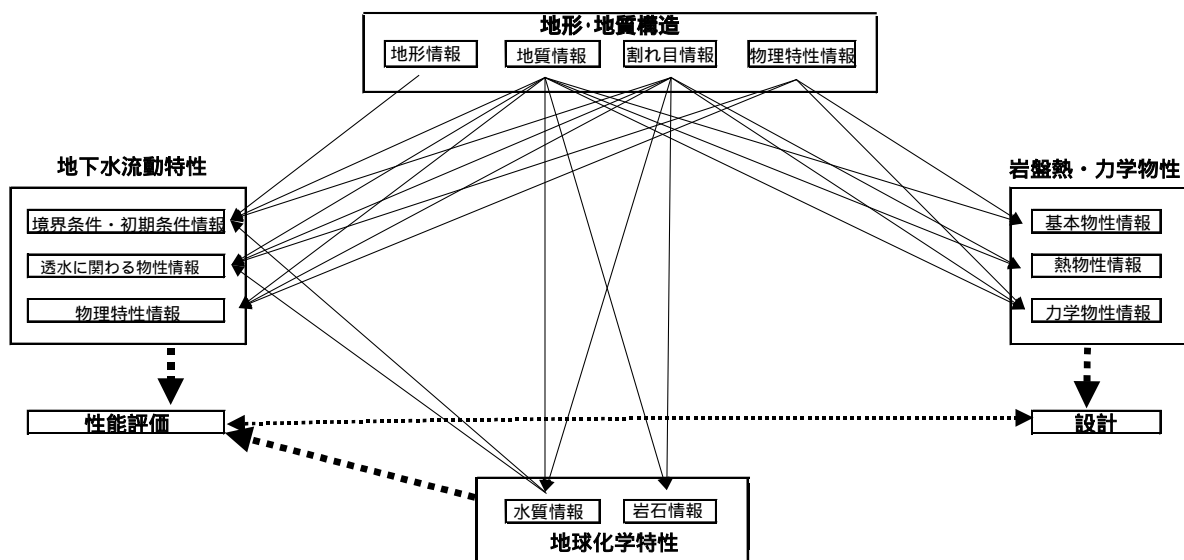 地形・地質構造
地形情報 地質情報 割れ目情報 物理特性情報
地下水流動特性
境界条件・初期条件情報
透水に関わる物性情報
物理特性情報
岩盤熱・力学物性
基本物性情報
熱物性情報
力学物性情報
性能評価
設計
水質情報 岩石情報
地球化学特性